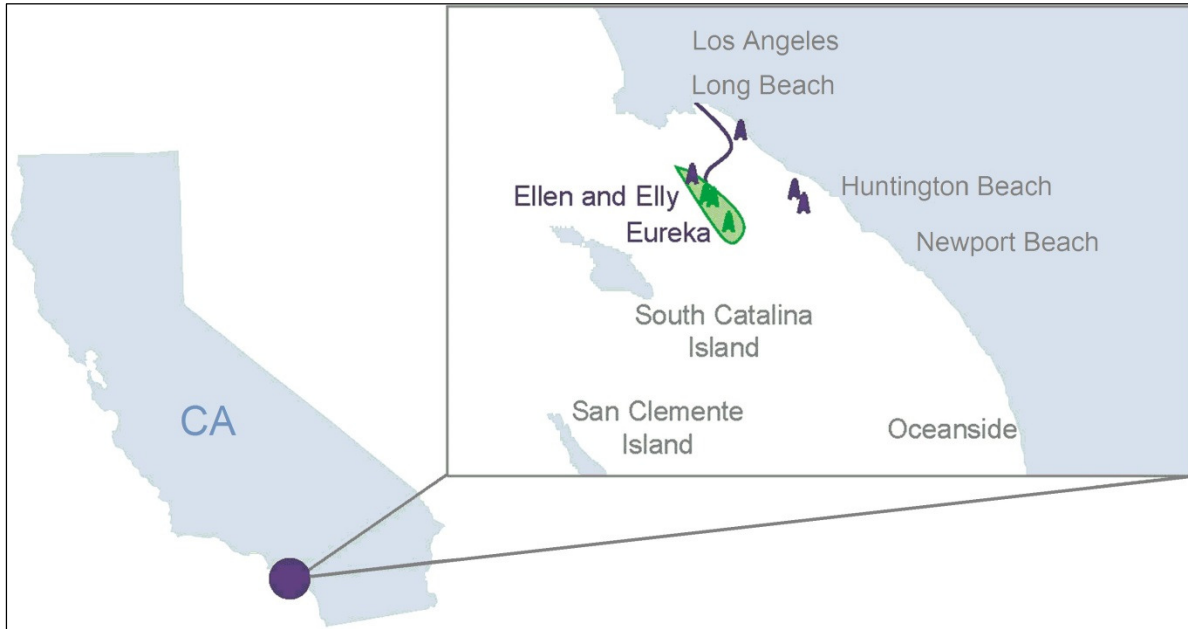 Los Angeles
Long Beach
Huntington Beach
Ellen and Elly
Eureka
Newport Beach
South Catalina
Island
CA
San Clemente
Island
Oceanside